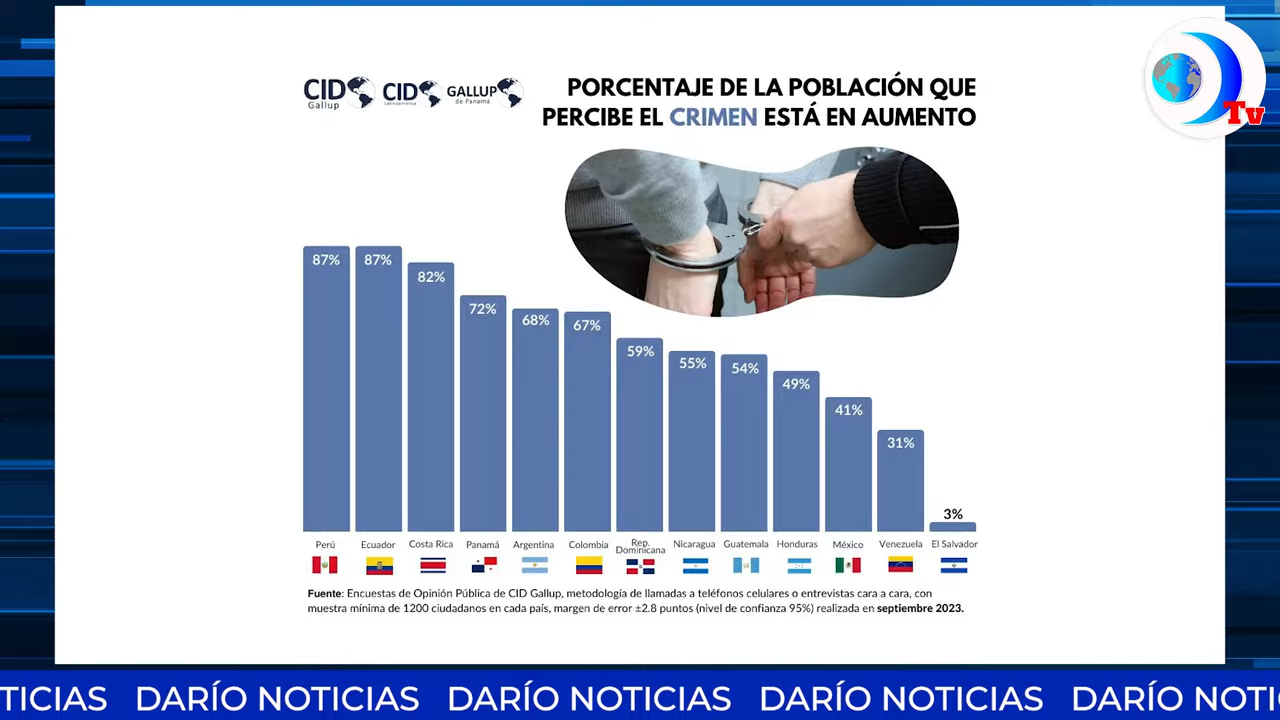 CID
Gallup
CID
Latinoamérica
GALLUP
de Panamá
PORCENTAJE DE LA POBLACIÓN QUE
PERCIBE EL CRIMEN ESTÁ EN AUMENTO
Tv
87%
87%
82%
72%
68%
67%
59%
55%
54%
49%
41%
31%
3%
Perú
Ecuador
Costa Rica
Panamá
Argentina
Colombia
Rep.
Dominicana
Nicaragua
Guatemala
Honduras
México
Venezuela
El Salvador
Fuente: Encuestas de Opinión Pública de CID Gallup, metodología de llamadas a teléfonos celulares o entrevistas cara a cara, con
muestra mínima de 1200 ciudadanos en cada país, margen de error ±2.8 puntos (nivel de confianza 95%) realizada en septiembre 2023.
TICIAS DARÍO NOTICIAS DARÍO NOTICIAS DARÍO NOTICIAS DARÍO NOTI